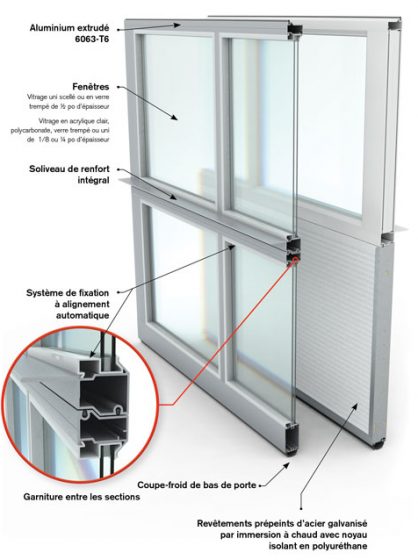 Aluminium extrudé
6063-T6
Fenêtres
Vitrage uni scellé ou en verre
trempé de ½ po d'épaisseur
Vitrage en acrylique clair,
polycarbonate, verre trempé ou uni
de 1/8 ou ¼ po d'épaisseur
Soliveau de renfort
intégral
Système de fixation
à alignement
automatique
Garniture entre les sections
Coupe-froid de bas de porte
Revêtements prépeints d'acier galvanisé
par immersion à chaud avec noyau
isolant en polyuréthane